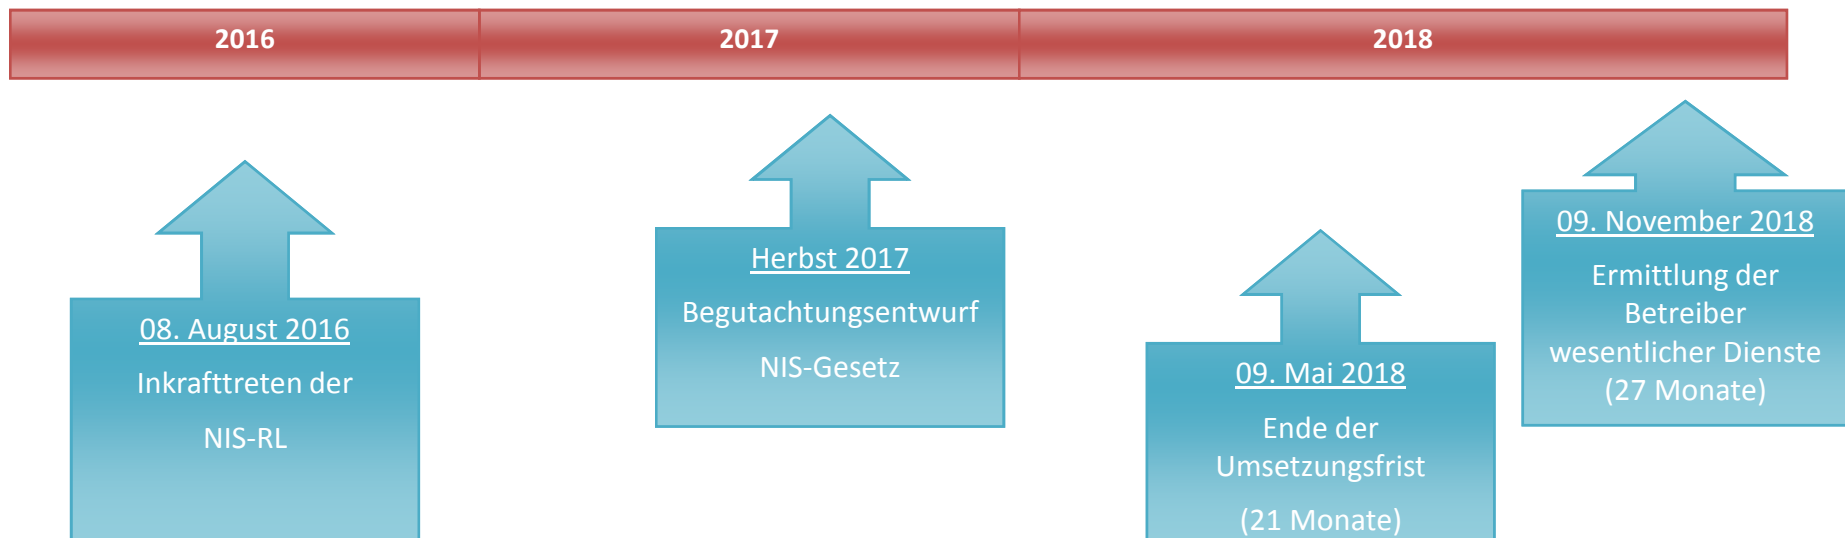 2016
2017
2018
08. August 2016
Inkrafttreten der
NIS-RL
Herbst 2017
Begutachtungsentwurf
NIS-Gesetz
09. Mai 2018
Ende der
Umsetzungsfrist
(21 Monate)
09. November 2018
Ermittlung der
Betreiber
wesentlicher Dienste
(27 Monate)